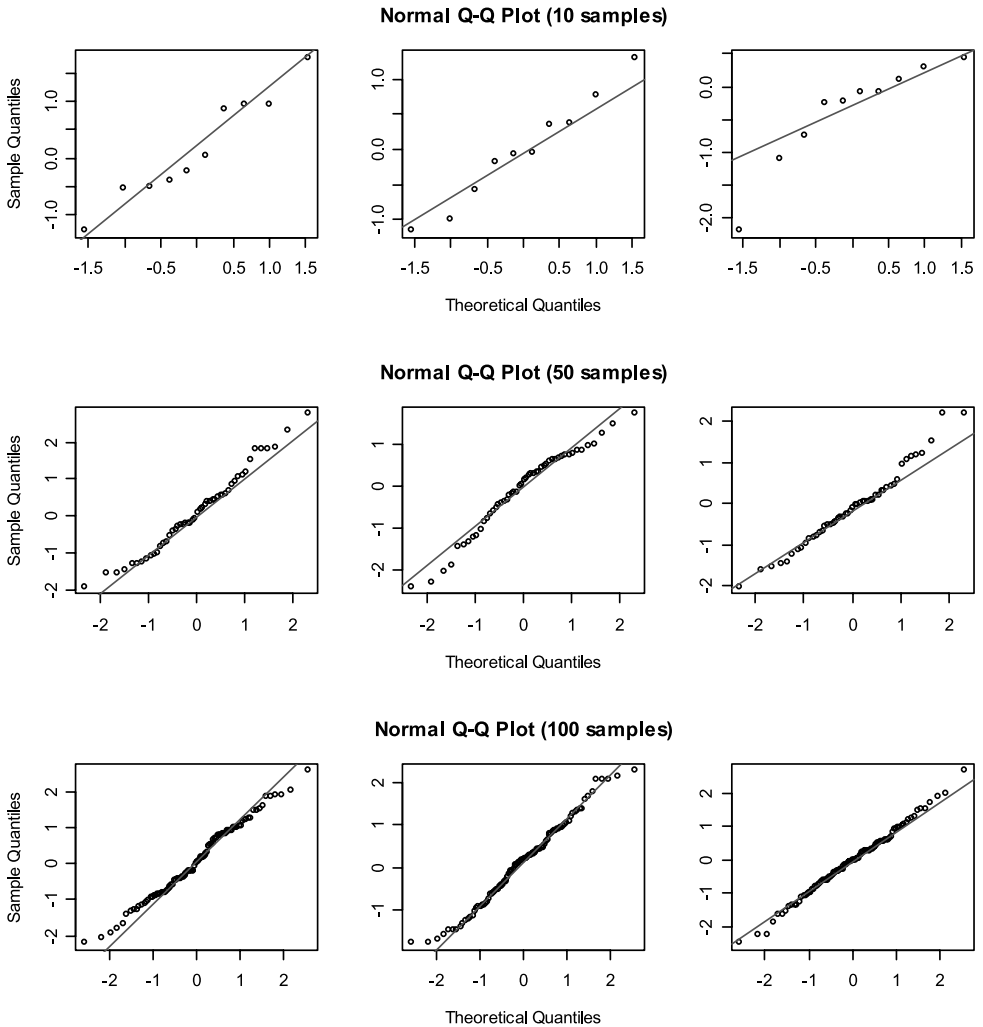 Normal Q-Q Plot (10 samples)
Sample Quantiles
1.0
0.0
-1.0
-1.5 -0.5 0.5 1.0 1.5
1.0
0.0
-1.0
-1.5 -0.5 0.5 1.0 1.5
0.0
-1.0
-2.0
-1.5 -0.5 0.5 1.0 1.5
Theoretical Quantiles
Normal Q-Q Plot (50 samples)
Sample Quantiles
2
1
0
-1
-2
-2 -1 0 1 2
1
0
-1
-2
-2 -1 0 1 2
2
1
0
-1
-2
-2 -1 0 1 2
Theoretical Quantiles
Normal Q-Q Plot (100 samples)
Sample Quantiles
2
1
0
-1
-2
-2 -1 0 1 2
2
1
0
-1
-2 -1 0 1 2
2
1
0
-1
-2
-2 -1 0 1 2
Theoretical Quantiles